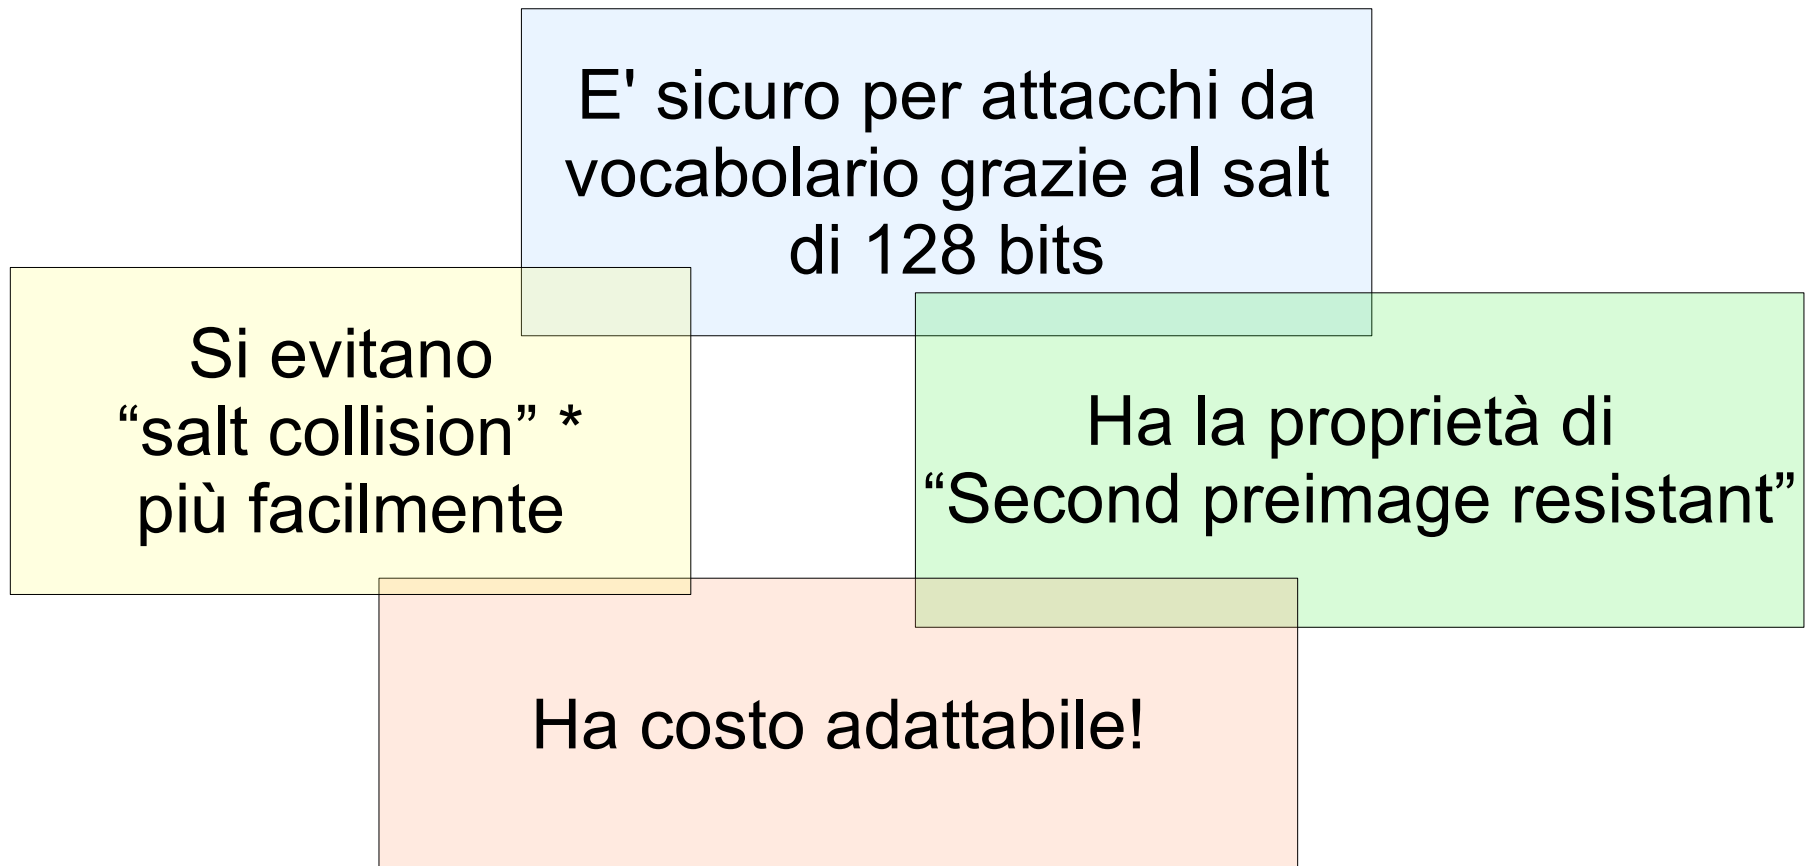 E' sicuro per attacchi da
vocabolario grazie al salt
di 128 bits
Si evitano
“salt collision” *
più facilmente
Ha la proprietà di
“Second preimage resistant”
Ha costo adattabile!